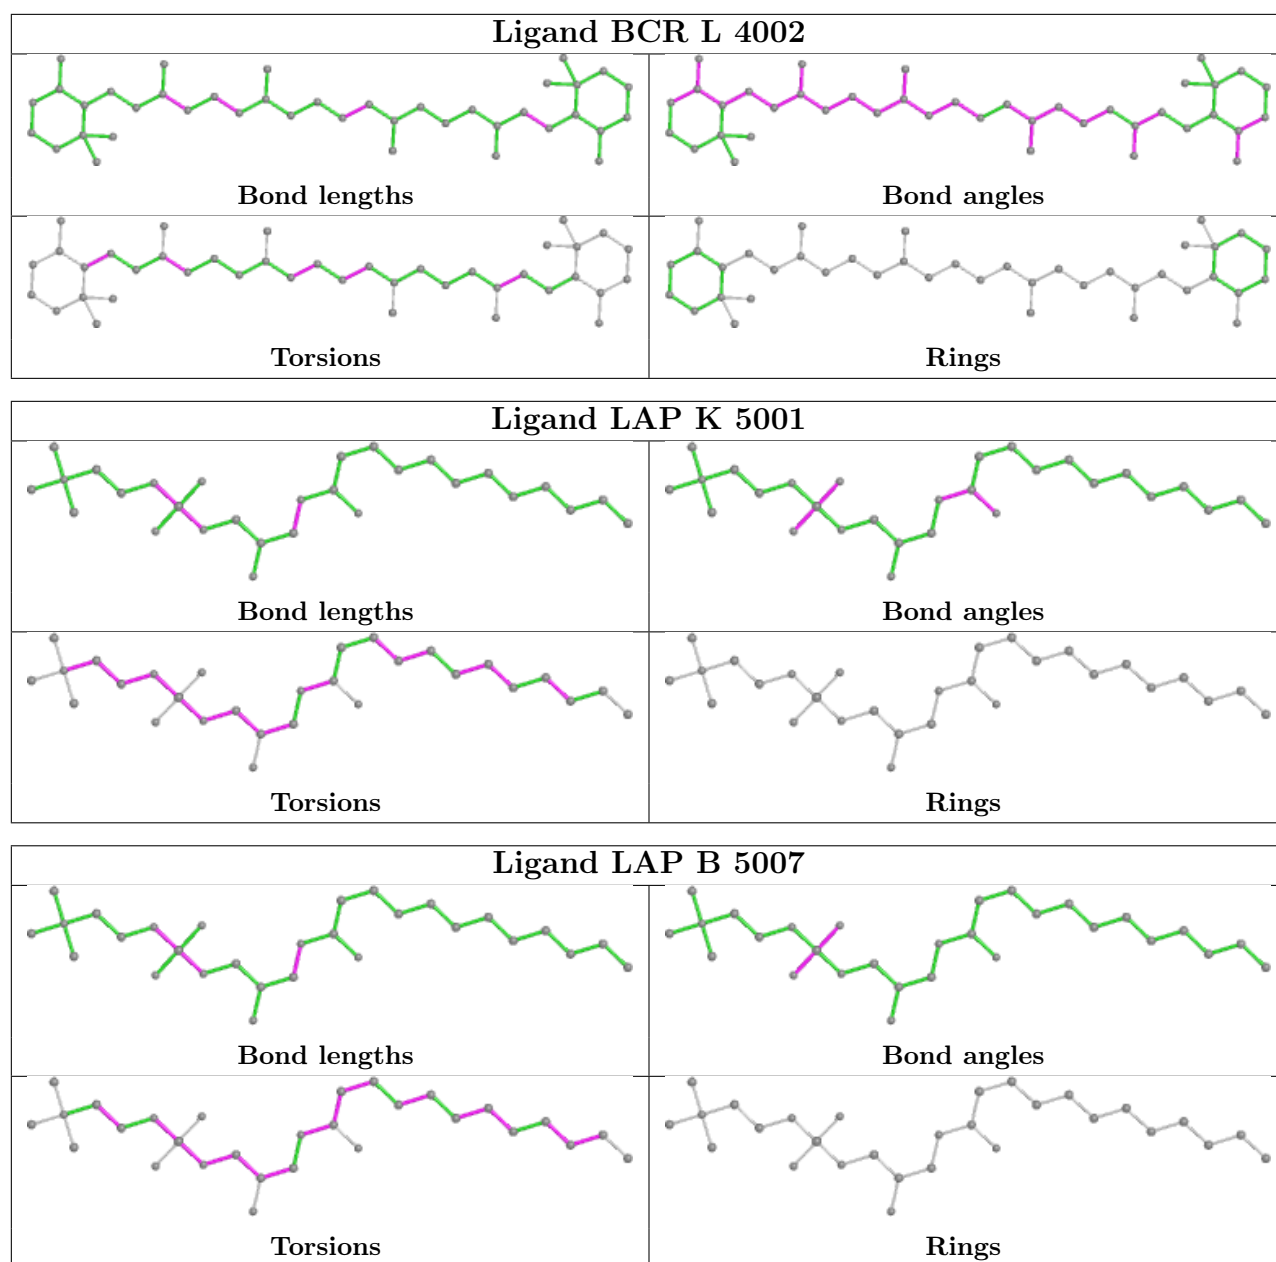 Ligand BCR L 4002
Bond lengths
Bond angles
Torsions
Rings
Ligand LAP K 5001
Bond lengths
Bond angles
Torsions
Rings
Ligand LAP B 5007
Bond lengths
Bond angles
Torsions
Rings